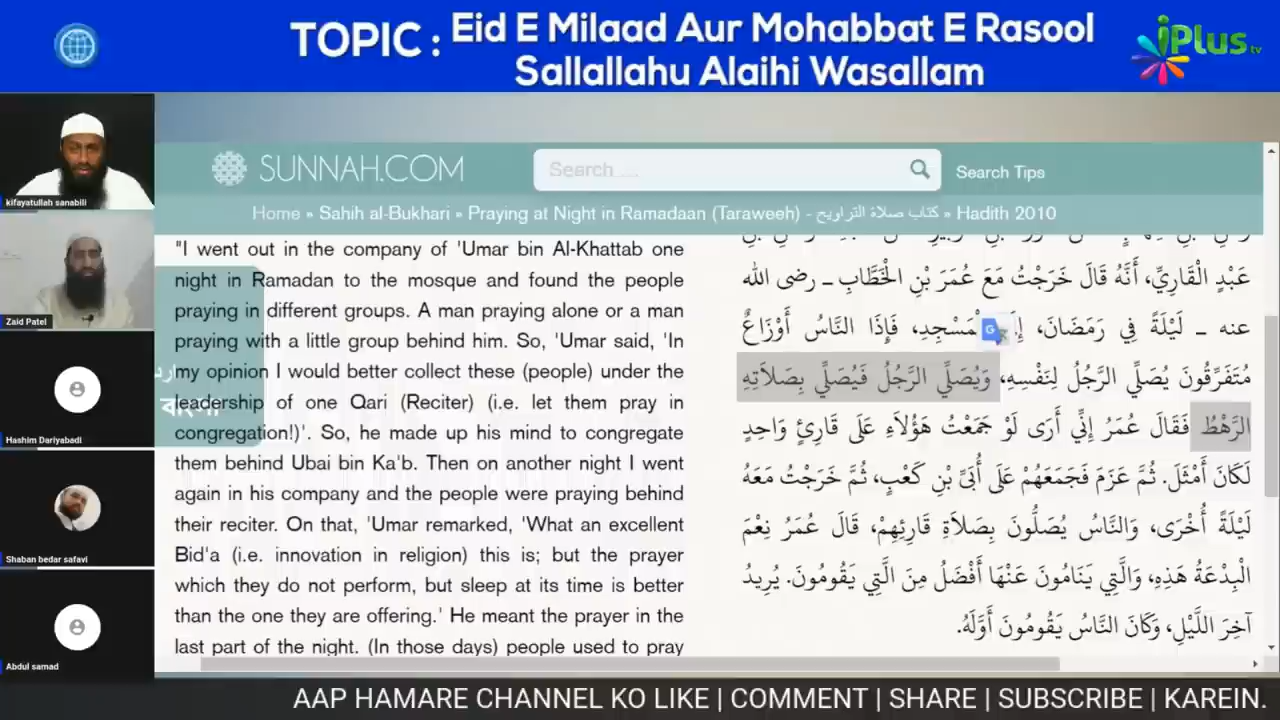 TOPIC : Eid E Milaad Aur Mohabbat E Rasool
Sallallahu Alaihi Wasallam
iPlus tv
kifayatullah sanabili
Zaid Patel
Hashim Dariyabadi
Shaban bedar safavi
Abdul samad
SUNNAH.COM
Search ....
Search Tips
Home » Sahih al-Bukhari » Praying at Night in Ramadaan (Taraweeh) - كتاب صلاة التراويح » Hadith 2010
"I went out in the company of 'Umar bin Al-Khattab one
night in Ramadan to the mosque and found the people
praying in different groups. A man praying alone or a man
praying with a little group behind him. So, 'Umar said, 'In
my opinion I would better collect these (people) under the
leadership of one Qari (Reciter) (i.e. let them pray in
congregation!)'. So, he made up his mind to congregate
them behind Ubai bin Ka'b. Then on another night I went
again in his company and the people were praying behind
their reciter. On that, 'Umar remarked, 'What an excellent
Bid'a (i.e. innovation in religion) this is; but the prayer
which they do not perform, but sleep at its time is better
than the one they are offering.' He meant the prayer in the
last part of the night. (In those days) people used to pray
عَبْدٍ الْقَارِيِّ، أَنَّهُ قَالَ خَرَجْتُ مَعَ عُمَرَ بْنِ الْخَطَّابِ ـ رضى الله
عنه ـ لَيْلَةً فِي رَمَضَانَ، فَإِذَا النَّاسُ أَوْزَاعٌ
مُتَفَرِّقُونَ يُصَلِّي الرَّجُلُ لِنَفْسِهِ، وَيُصَلِّي الرَّجُلُ فَيُصَلِّي بِصَلاَتِهِ
الرَّهْطُ فَقَالَ عُمَرُ إِنِّي أَرَى لَوْ جَمَعْتُ هَؤُلاَءِ عَلَى قَارِئٍ وَاحِدٍ
لَكَانَ أَمْثَلَ. ثُمَّ عَزَمَ فَجَمَعَهُمْ عَلَى أُبَىِّ بْنِ كَعْبٍ، ثُمَّ خَرَجْتُ مَعَهُ
لَيْلَةً أُخْرَى، وَالنَّاسُ يُصَلُّونَ بِصَلاَةِ قَارِئِهِمْ، قَالَ عُمَرُ نِعْمَ
الْبِدْعَةُ هَذِهِ، وَالَّتِي يَنَامُونَ عَنْهَا أَفْضَلُ مِنَ الَّتِي يَقُومُونَ. يُرِيدُ
آخِرَ اللَّيْلِ، وَكَانَ النَّاسُ يَقُومُونَ أَوَّلَهُ.
AAP HAMARE CHANNEL KO LIKE | COMMENT | SHARE | SUBSCRIBE | KAREIN.